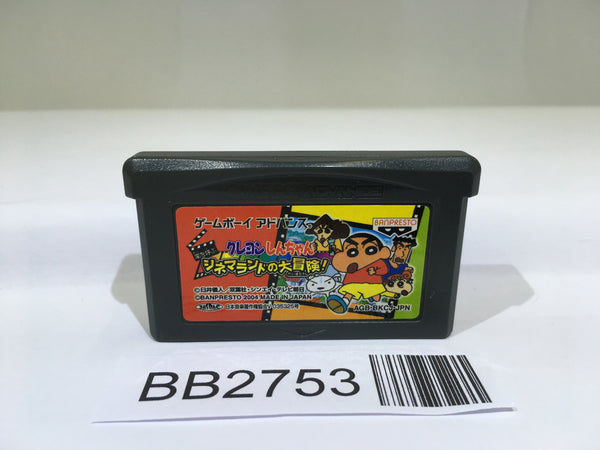 ゲームボーイ アドバンス
BANPRESTO
クレヨンしんちゃん
シネマランドの大冒険!
©臼井儀人/双葉社・シンエイ・テレビ朝日
©BANPRESTO 2004 MADE IN JAPAN
AGB-BKCJ-JPN
BB2753